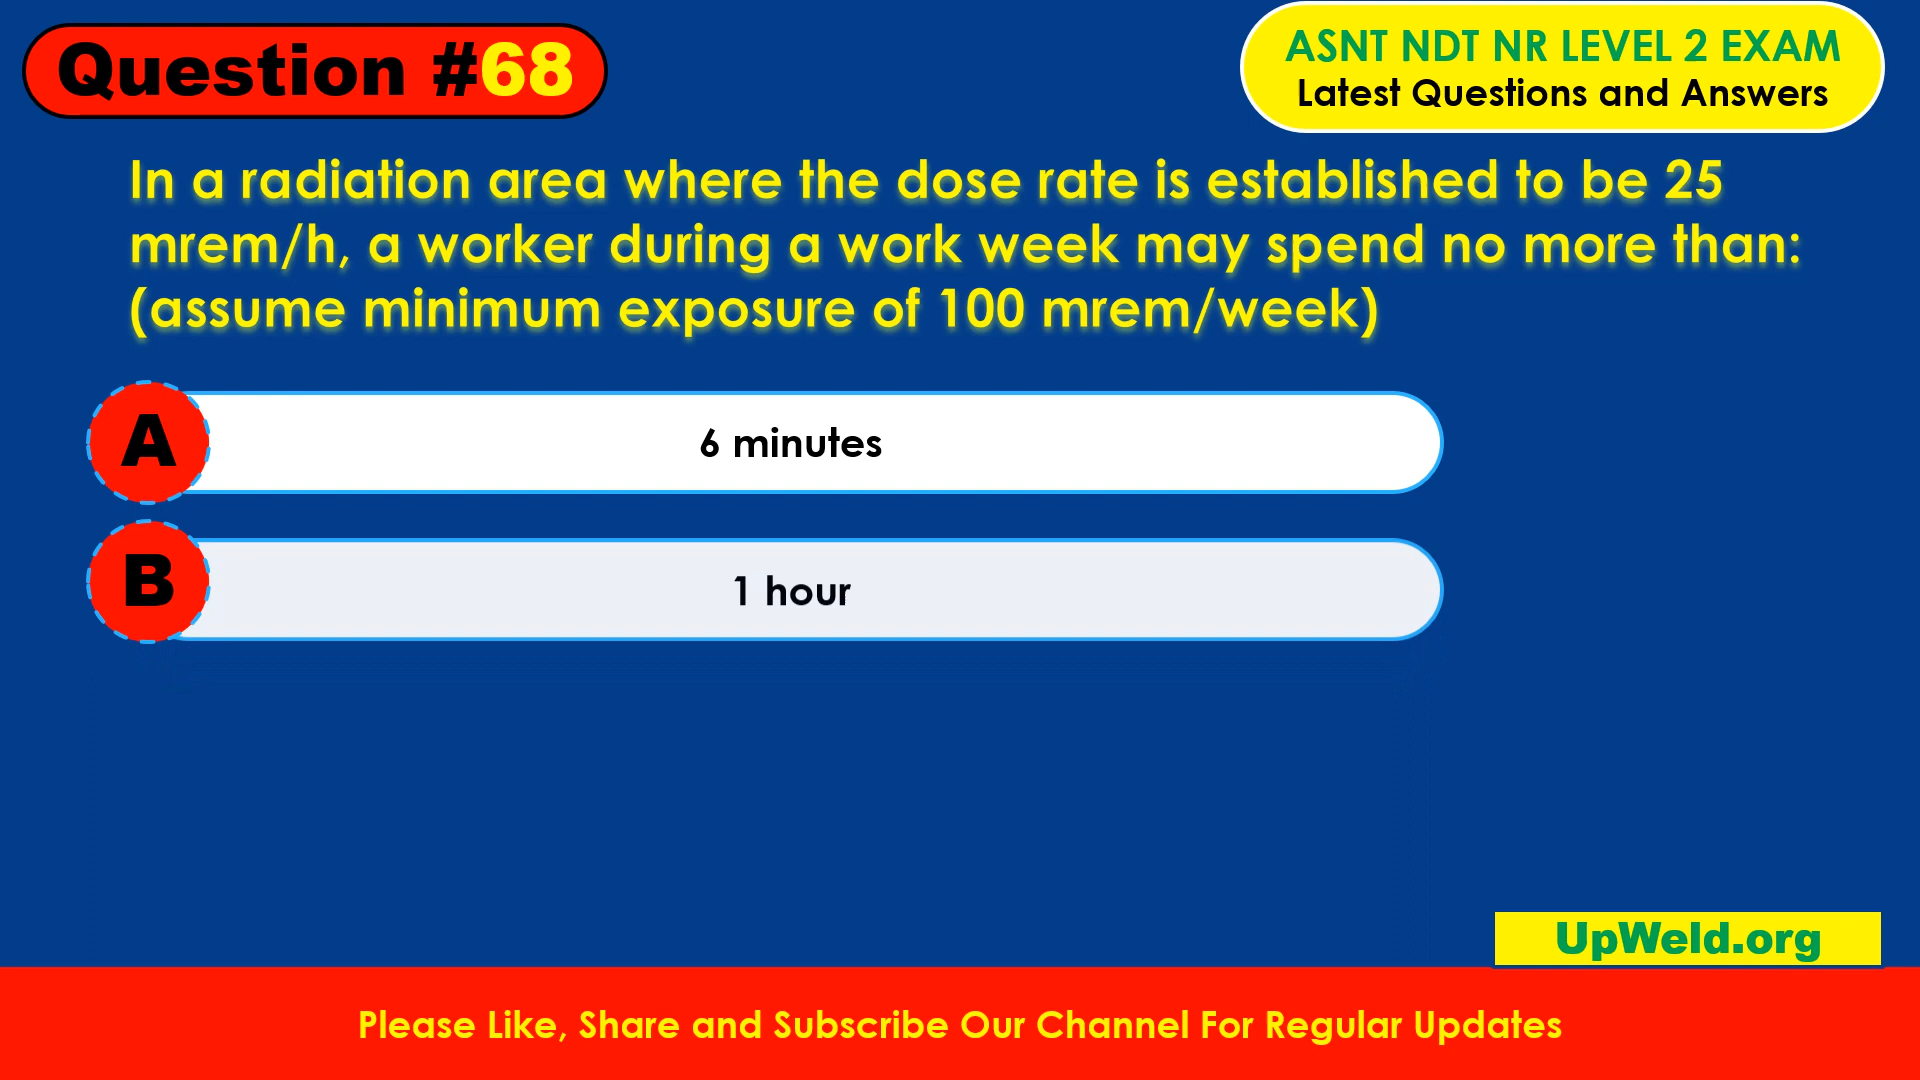 Question #68
ASNT NDT NR LEVEL 2 EXAM
Latest Questions and Answers
In a radiation area where the dose rate is established to be 25
mrem/h, a worker during a work week may spend no more than:
(assume minimum exposure of 100 mrem/week)
A
6 minutes
B
1 hour
UpWeld.org
Please Like, Share and Subscribe Our Channel For Regular Updates